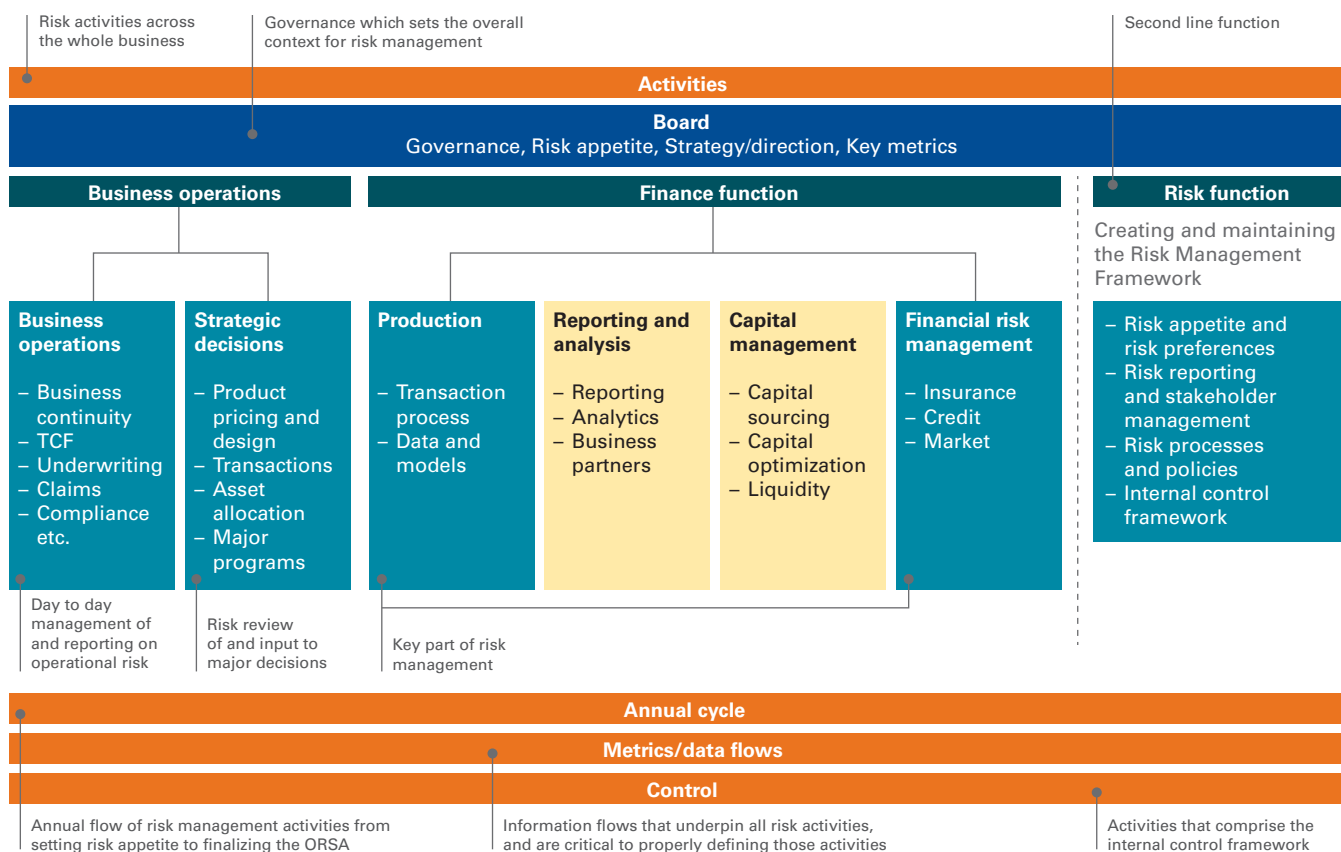 Risk activities across
the whole business
Governance which sets the overall
context for risk management
Second line function
Activities
Board
Governance, Risk appetite, Strategy/direction, Key metrics
Business operations
Finance function
Risk function
Creating and maintaining
the Risk Management
Framework
Business
operations
– Business
continuity
– TCF
– Underwriting
– Claims
– Compliance
etc.
Strategic
decisions
– Product
pricing and
design
– Transactions
– Asset
allocation
– Major
programs
Production
– Transaction
process
– Data and
models
Reporting and
analysis
– Reporting
– Analytics
– Business
partners
Capital
management
– Capital
sourcing
– Capital
optimization
– Liquidity
Financial risk
management
– Insurance
– Credit
– Market
– Risk appetite and
risk preferences
– Risk reporting
and stakeholder
management
– Risk processes
and policies
– Internal control
framework
Day to day
management of
and reporting on
operational risk
Risk review
of and input to
major decisions
Key part of risk
management
Annual cycle
Metrics/data flows
Control
Annual flow of risk management activities from
setting risk appetite to finalizing the ORSA
Information flows that underpin all risk activities,
and are critical to properly defining those activities
Activities that comprise the
internal control framework